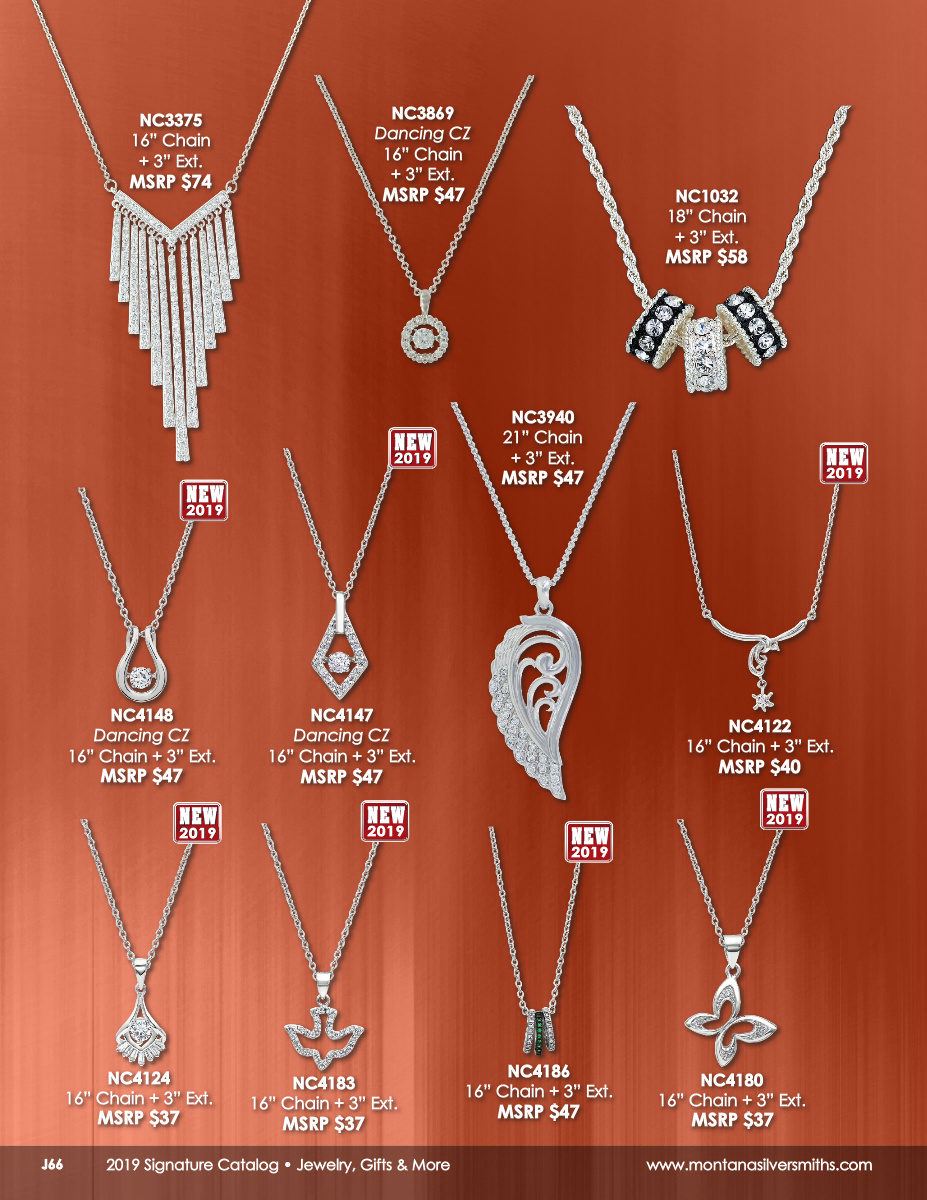 NC3375
16” Chain
+ 3” Ext.
MSRP $74
NC3869
Dancing CZ
16” Chain
+ 3” Ext.
MSRP $47
NC1032
18” Chain
+ 3” Ext.
MSRP $58
NC3940
21” Chain
+ 3” Ext.
MSRP $47
NEW
2019
NC4148
Dancing CZ
16” Chain + 3” Ext.
MSRP $47
NEW
2019
NC4147
Dancing CZ
16” Chain + 3” Ext.
MSRP $47
NEW
2019
NC4122
16” Chain + 3” Ext.
MSRP $40
NEW
2019
NC4124
16” Chain + 3” Ext.
MSRP $37
NEW
2019
NC4183
16” Chain + 3” Ext.
MSRP $37
NEW
2019
NC4186
16” Chain + 3” Ext.
MSRP $47
NEW
2019
NC4180
16” Chain + 3” Ext.
MSRP $37
J66 2019 Signature Catalog • Jewelry, Gifts & More www.montanasilversmiths.com